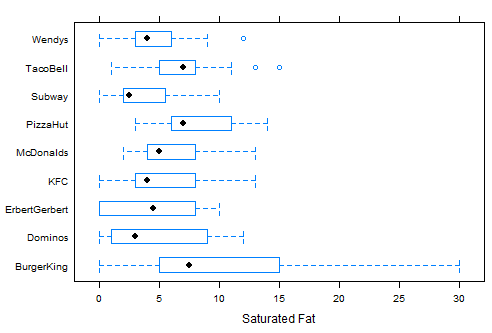 Wendys
TacoBell
Subway
PizzaHut
McDonalds
KFC
ErbertGerbert
Dominos
BurgerKing
0 5 10 15 20 25 30
Saturated Fat